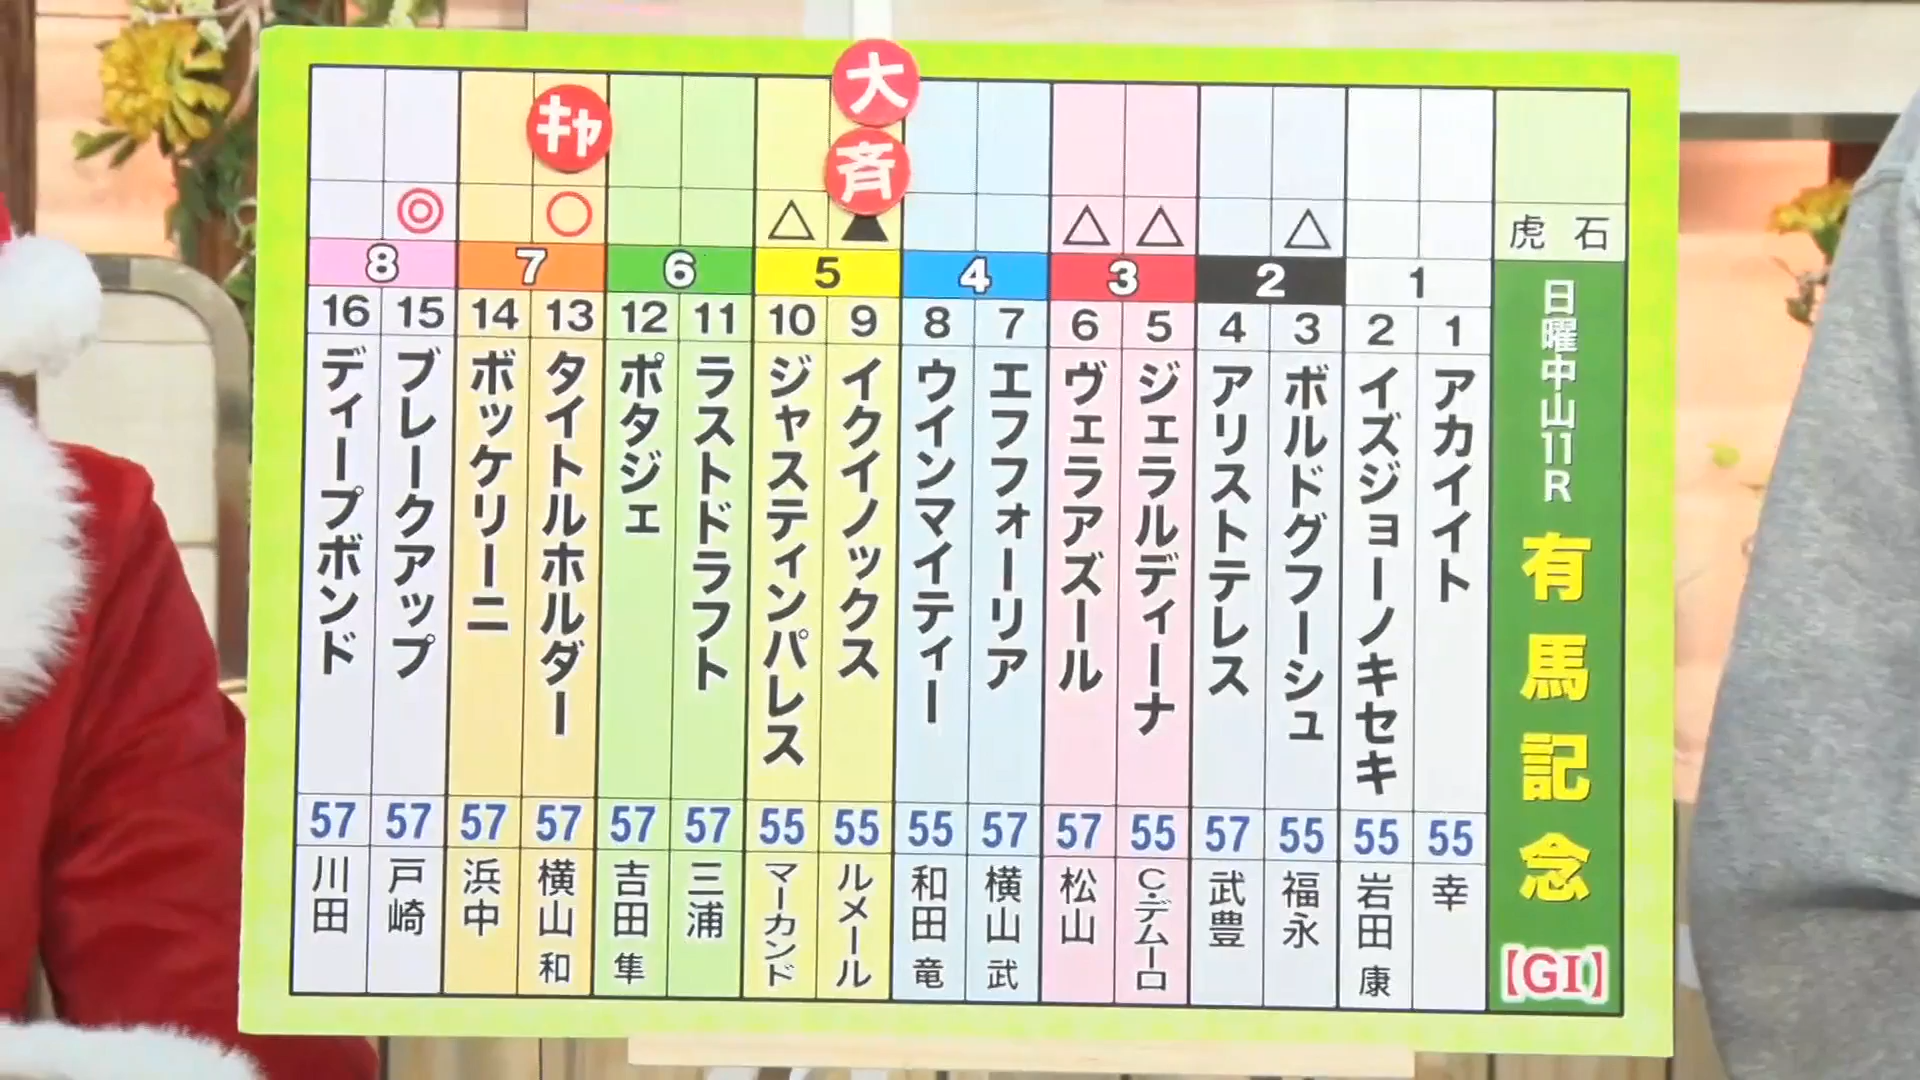 虎石
日曜中山11R
有馬記念
【GI】
1
1
アカイイト
55
幸
2
イズジョーノキセキ
55
岩田康
2
△
3
ボルドグフーシュ
55
福永
4
アリストテレス
57
武豊
3
△
5
ジェラルディーナ
55
C・デムーロ
△
6
ヴェラアズール
57
松山
4
7
エフフォーリア
57
横山武
8
ウインマイティー
55
和田竜
5
大
斉
▲
9
イクイノックス
55
ルメール
△
10
ジャスティンパレス
55
マーカンド
6
11
ラストドラフト
57
三浦
12
ポタジェ
57
吉田隼
7
キャ
○
13
タイトルホルダー
57
横山和
14
ボッケリーニ
57
浜中
8
◎
15
ブレークアップ
57
戸崎
16
ディープボンド
57
川田